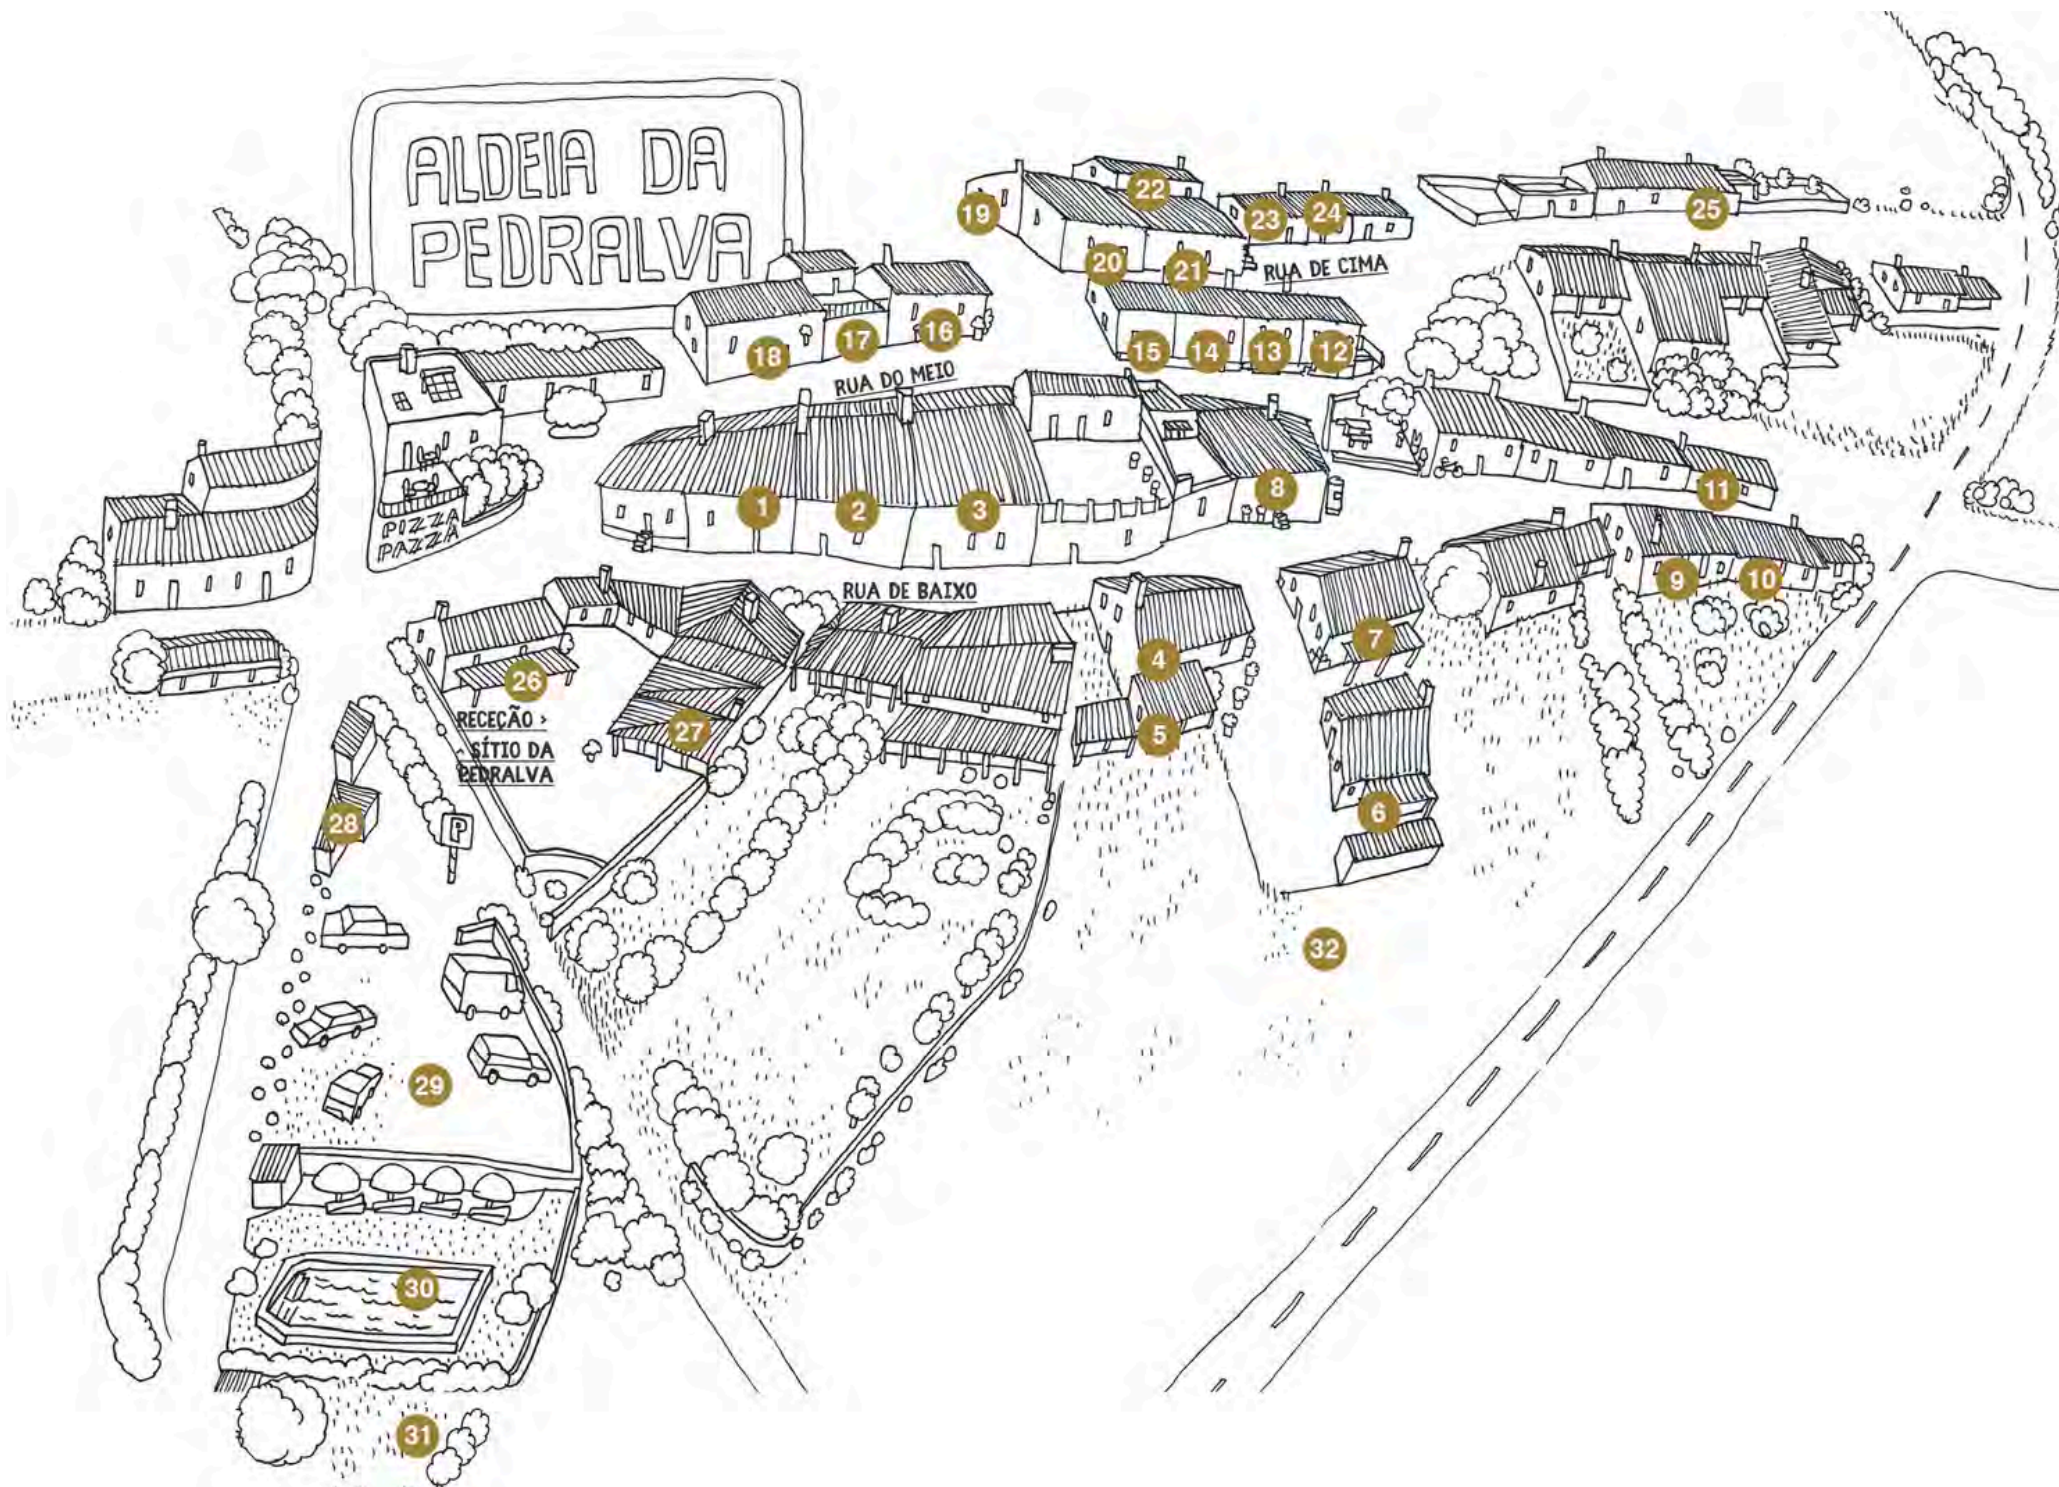 ALDEIA DA
PEDRALVA
19
22
23
24
25
20
21
RUA DE CIMA
18
17
16
15
14
13
12
RUA DO MEIO
1
2
3
8
11
PIZZA
PAZZA
RUA DE BAIXO
9
10
4
7
26
5
27
RECEÇÃO >
^ SÍTIO DA
PEDRALVA
28
P
6
32
29
30
31